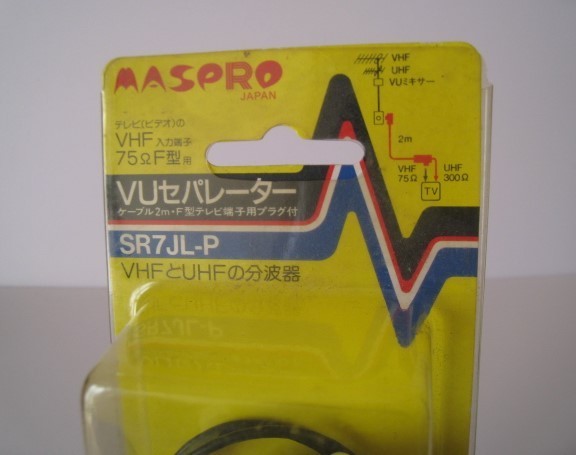 MASPRO
JAPAN
テレビ(ビデオ)の
VHF 入力端子
75ΩF型用
VUセパレーター
ケーブル2m・F型テレビ端子用プラグ付
SR7JL-P
VHFとUHFの分波器
VHF
UHF
VUミキサー
2m
VHF
75Ω
UHF
300Ω
TV
SR7JL-P